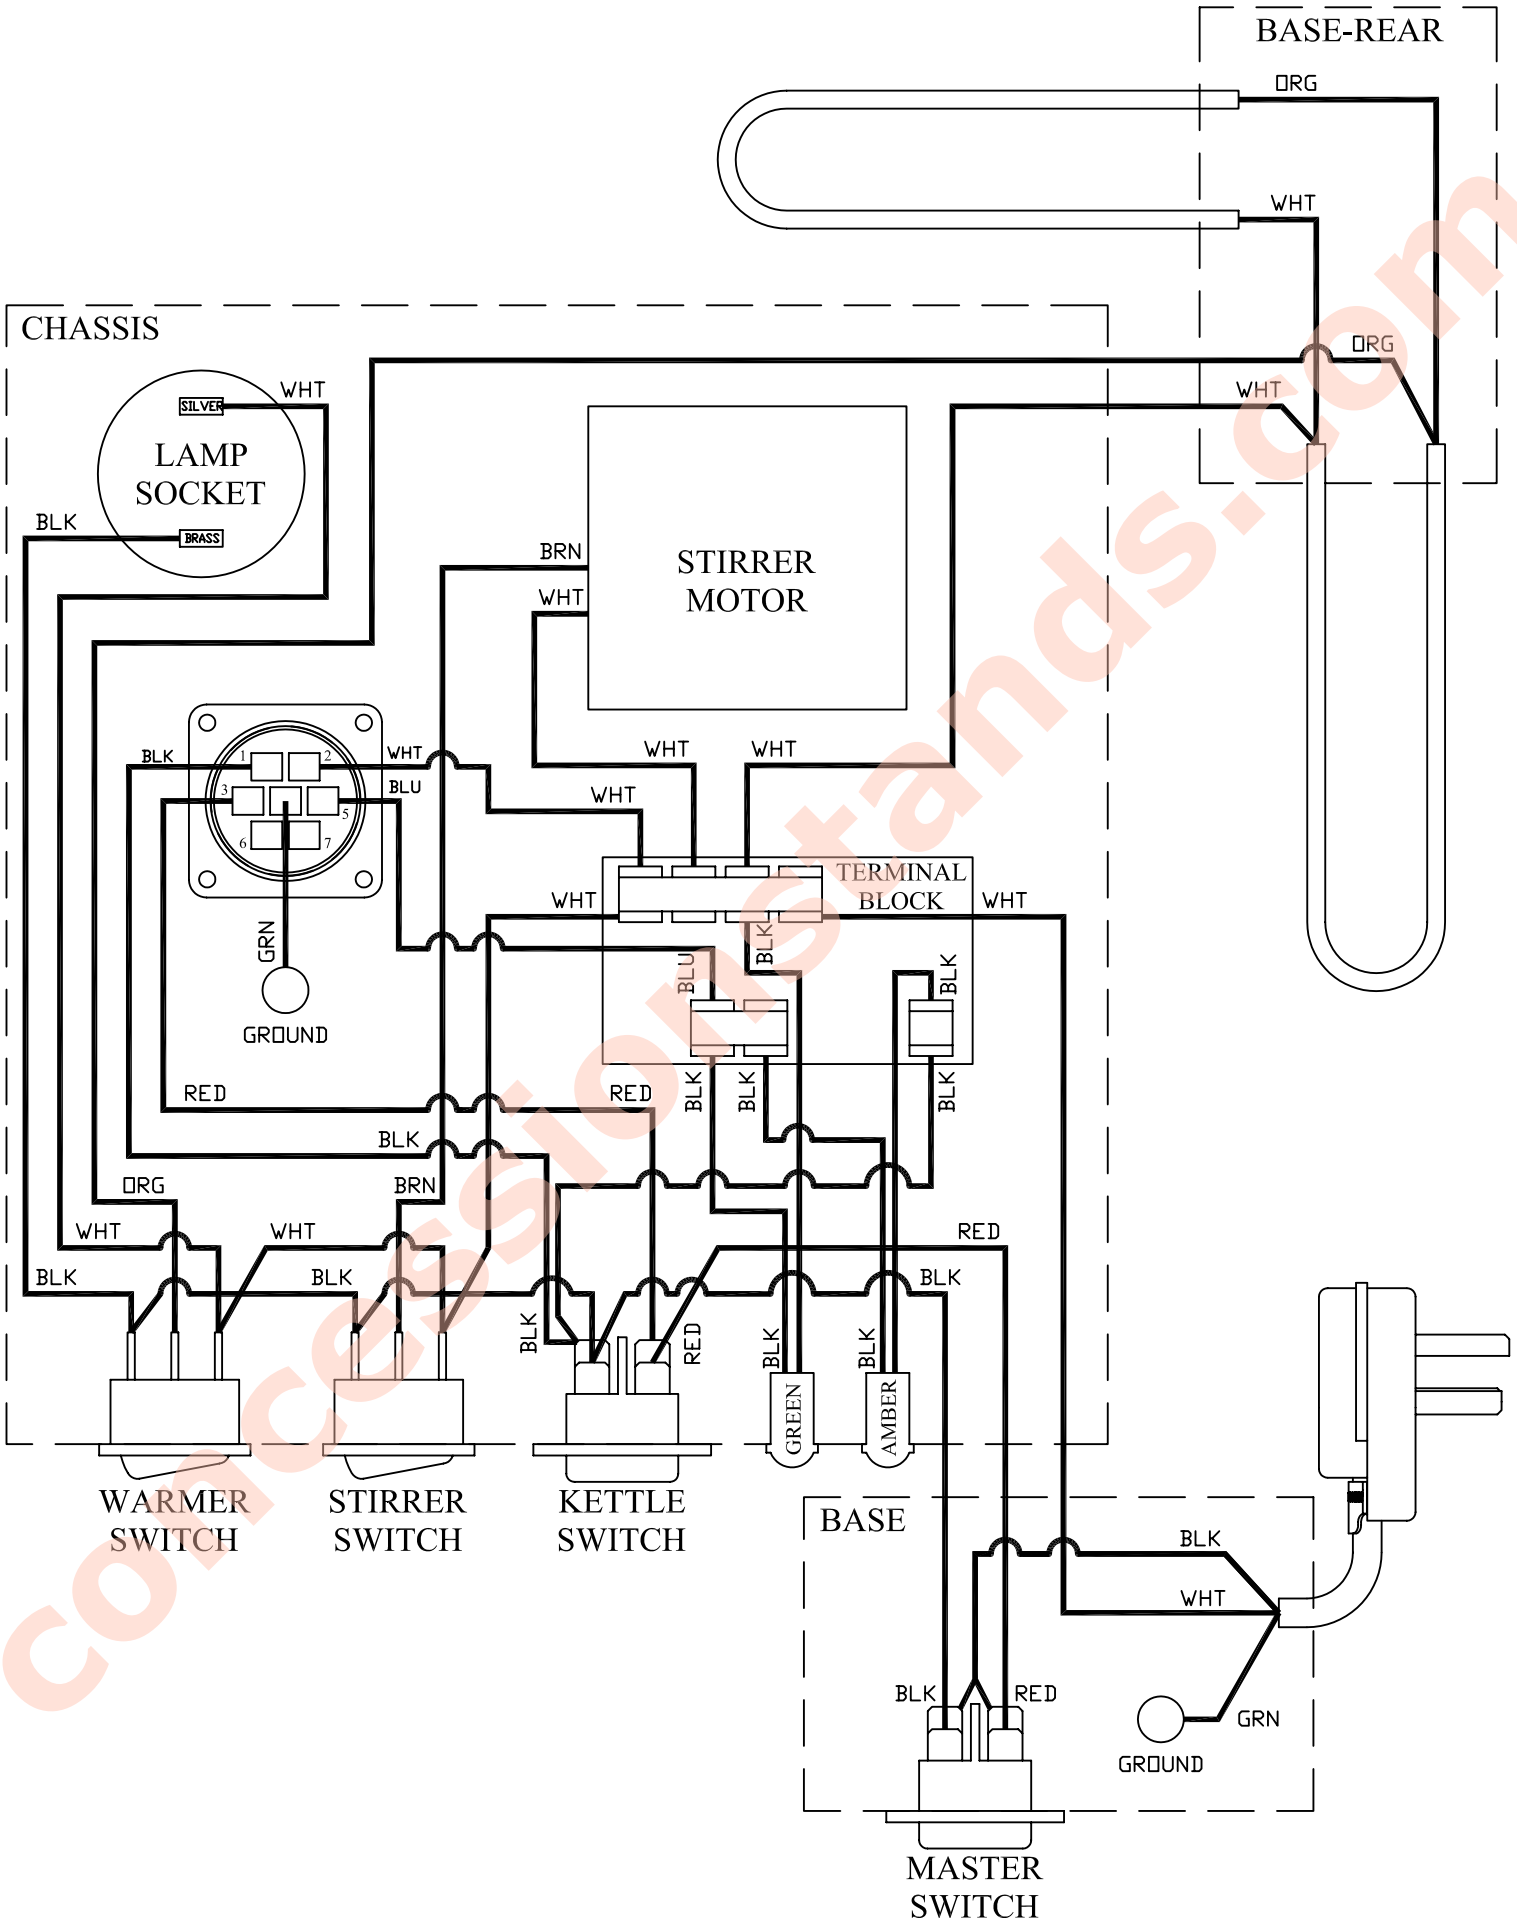 BASE-REAR
ORG
WHT
CHASSIS
ORG
WHT
WHT
SILVER
LAMP
SOCKET
BLK
BRASS
BRN
STIRRER
MOTOR
WHT
BLK
1
2
WHT
WHT
WHT
3
BLU
5
WHT
6
7
TERMINAL
BLOCK
WHT
WHT
GRN
BLK
BLU
BLK
GROUND
RED
RED
BLK
BLK
BLK
BLK
ORG
BRN
WHT
WHT
RED
BLK
BLK
BLK
BLK
RED
BLK
BLK
GREEN
AMBER
WARMER
SWITCH
STIRRER
SWITCH
KETTLE
SWITCH
BASE
BLK
WHT
BLK
RED
GRN
GROUND
MASTER
SWITCH
concessionstands.com